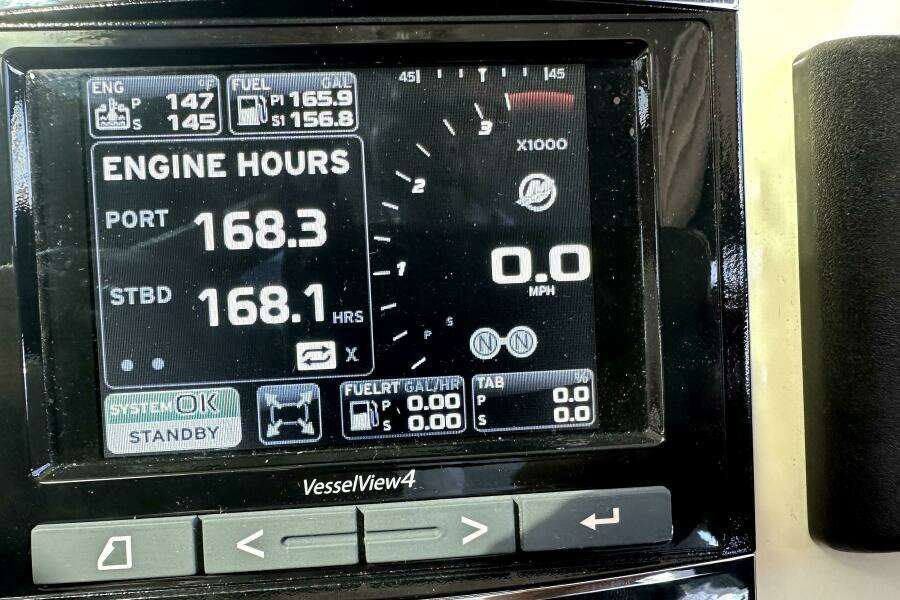 ENG °F
P 147
S 145
FUEL GAL
P1 165.9
S1 156.8
45 45
3
X1000
2
ENGINE HOURS
PORT 168.3
1
0.0
MPH
STBD 168.1 HRS
P S
N N
X
SYSTEM OK
STANDBY
FUELRT GAL/HR
P 0.00
S 0.00
TAB %
P 0.0
S 0.0
VesselView4
< >